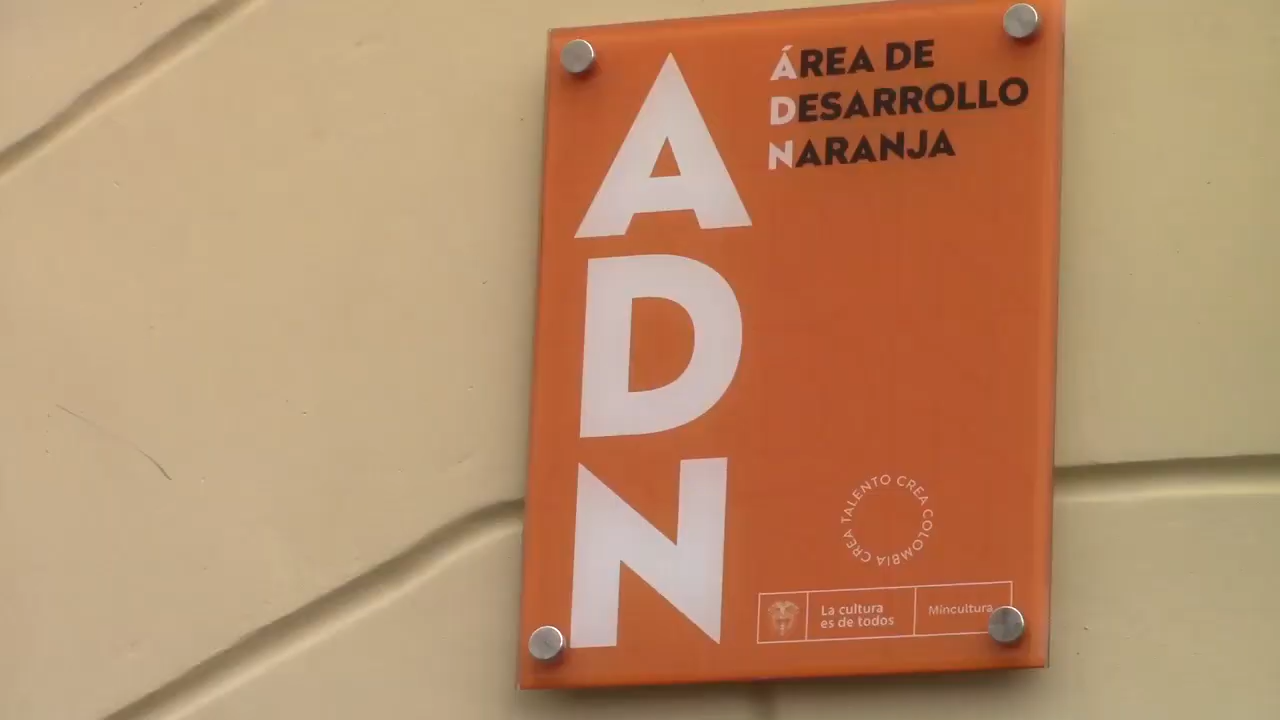 A
D
N
ÁREA DE
DESARROLLO
NARANJA
CREA TALENTO CREA COLOMBIA
La cultura
es de todos
Mincultura